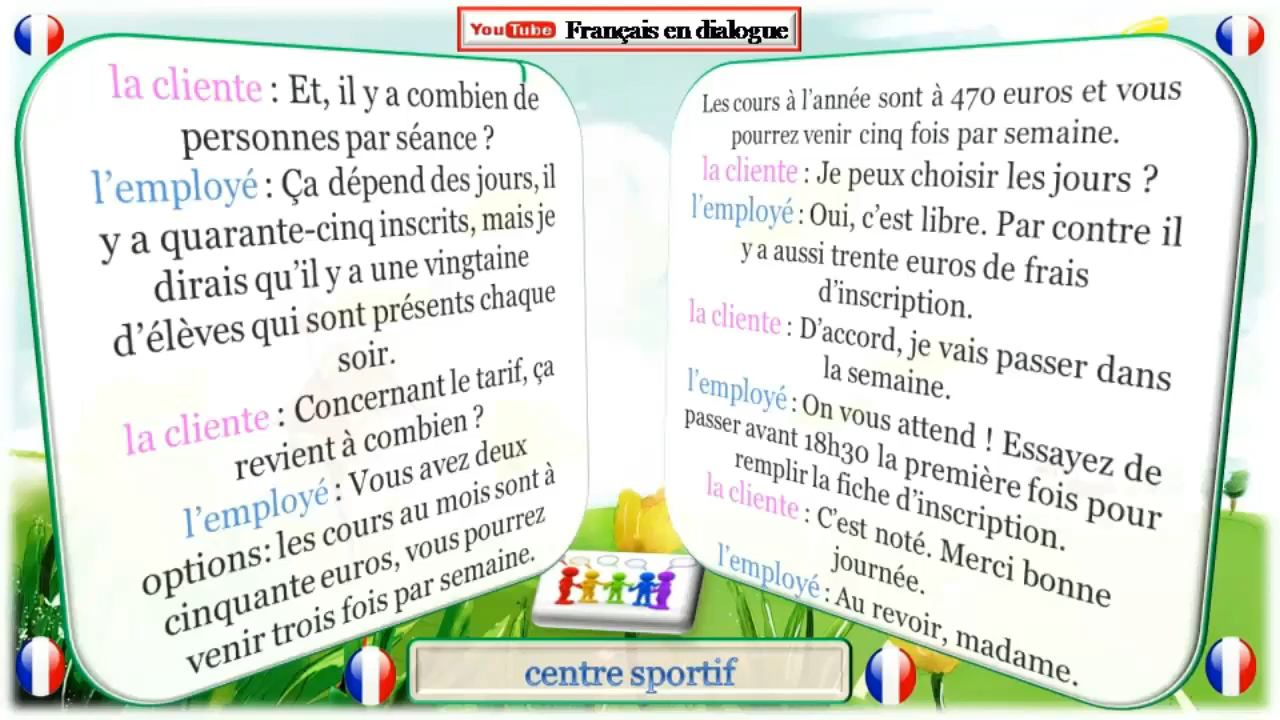 YouTube Français en dialogue
la cliente : Et, il y a combien de
personnes par séance ?
l'employé : Ça dépend des jours, il
y a quarante-cinq inscrits, mais je
dirais qu'il y a une vingtaine
d'élèves qui sont présents chaque
soir.
la cliente : Concernant le tarif, ça
revient à combien ?
l'employé : Vous avez deux
options: les cours au mois sont à
cinquante euros, vous pourrez
venir trois fois par semaine.
Les cours à l'année sont à 470 euros et vous
pourrez venir cinq fois par semaine.
la cliente : Je peux choisir les jours ?
l'employé : Oui, c'est libre. Par contre il
y a aussi trente euros de frais
d'inscription.
la cliente : D'accord, je vais passer dans
la semaine.
l'employé : On vous attend ! Essayez de
passer avant 18h30 la première fois pour
remplir la fiche d'inscription.
la cliente : C'est noté. Merci bonne
journée.
l'employé : Au revoir, madame.
centre sportif